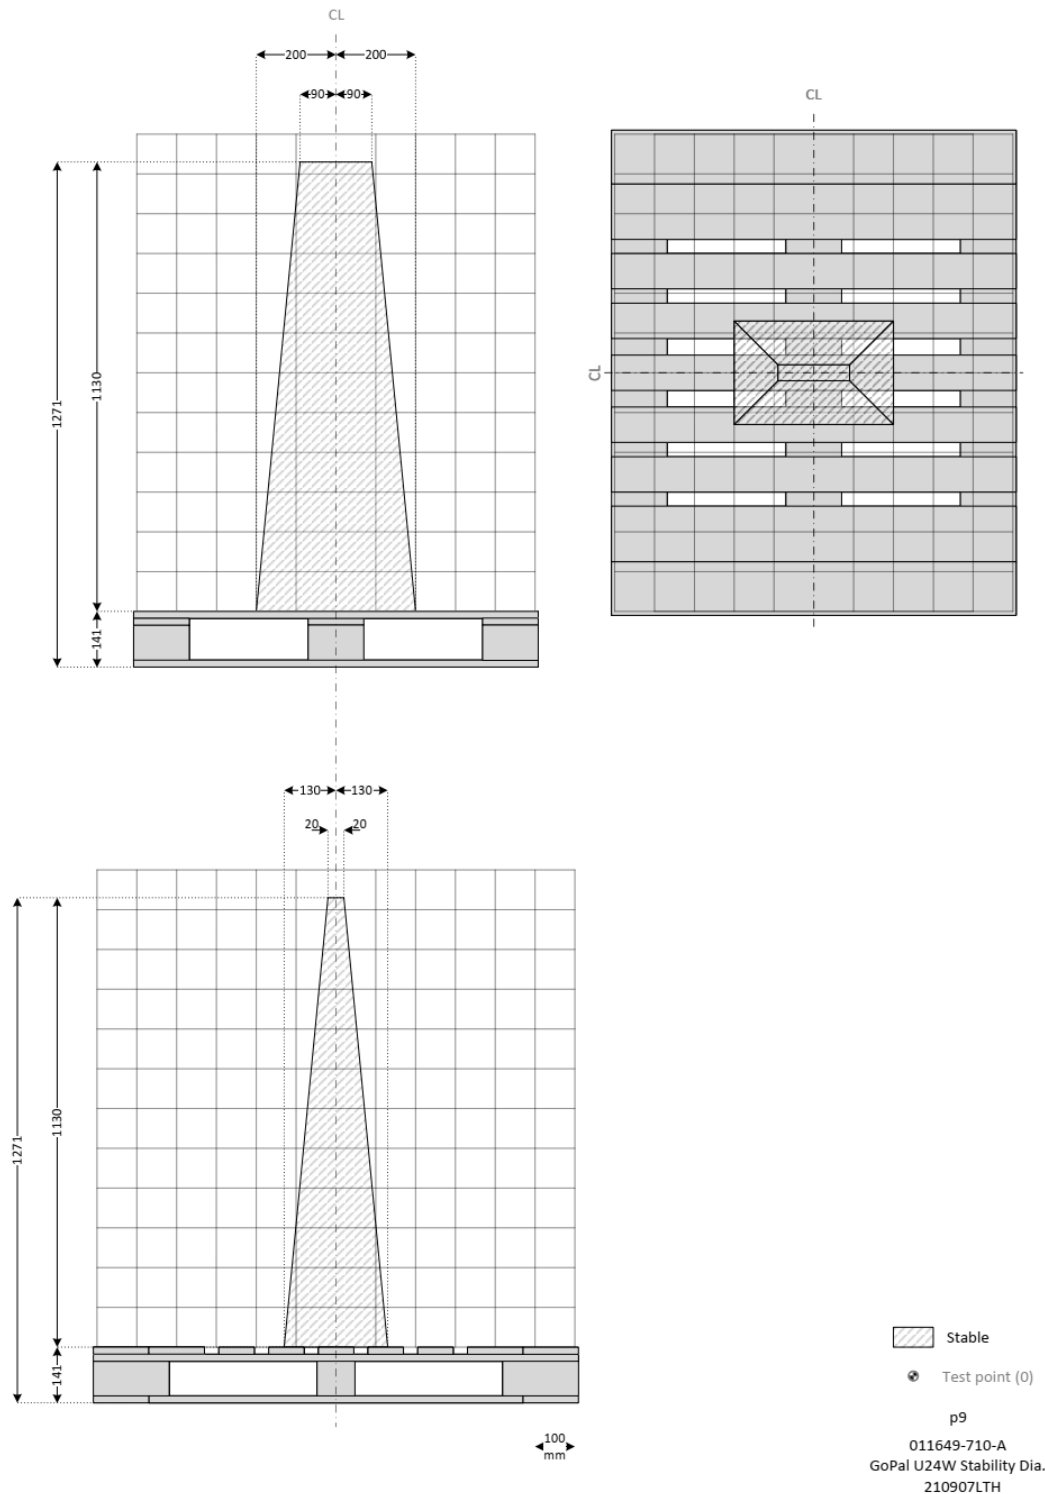 CL
200 200
90 90
CL
1271
1130
CL
141
130 130
20 20
1271
1130
141
Stable
Test point (0)
p9
100
mm
011649-710-A
GoPal U24W Stability Dia.
210907LTH